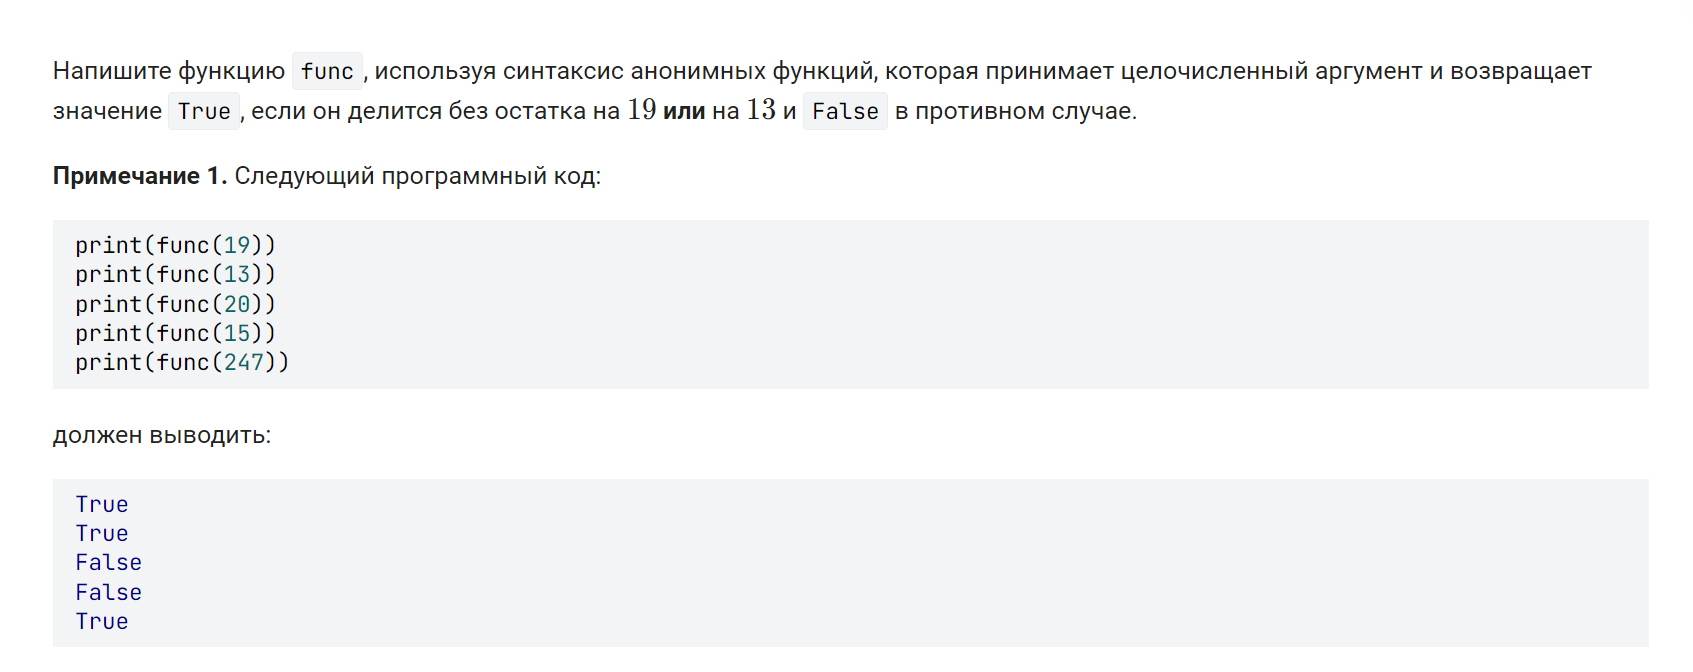 Напишите функцию func, используя синтаксис анонимных функций, которая принимает целочисленный аргумент и возвращает
значение True, если он делится без остатка на 19 или на 13 и False в противном случае.
Примечание 1. Следующий программный код:
print(func(19))
print(func(13))
print(func(20))
print(func(15))
print(func(247))
должен выводить:
True
True
False
False
True